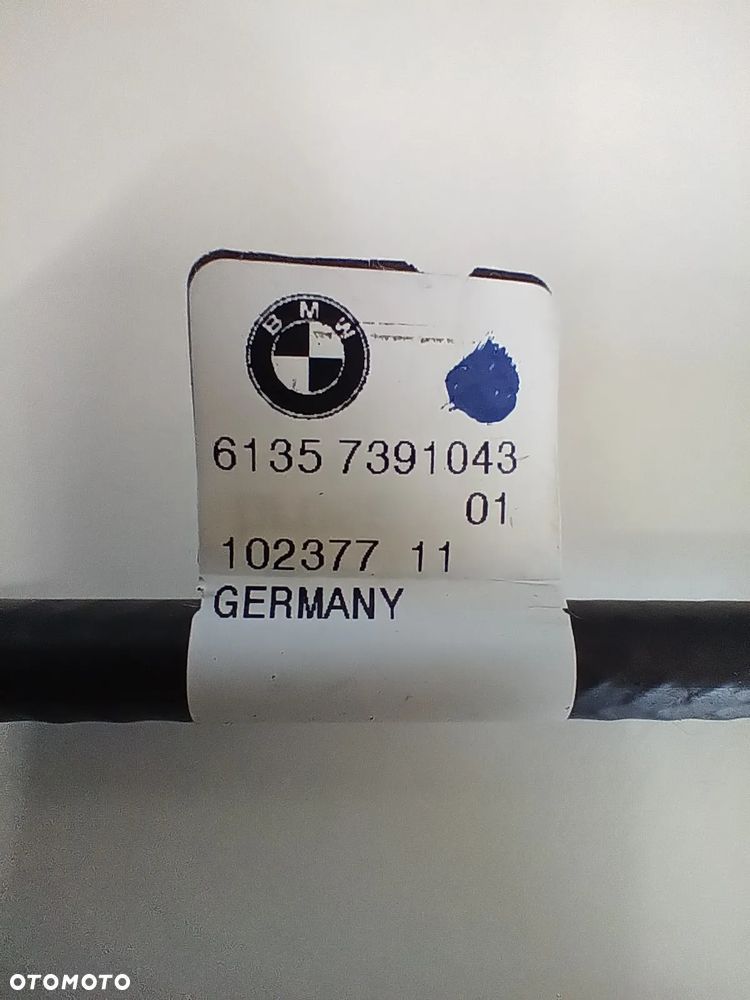 BMW
6135 7391043
01
102377 11
GERMANY
OTOMOTO